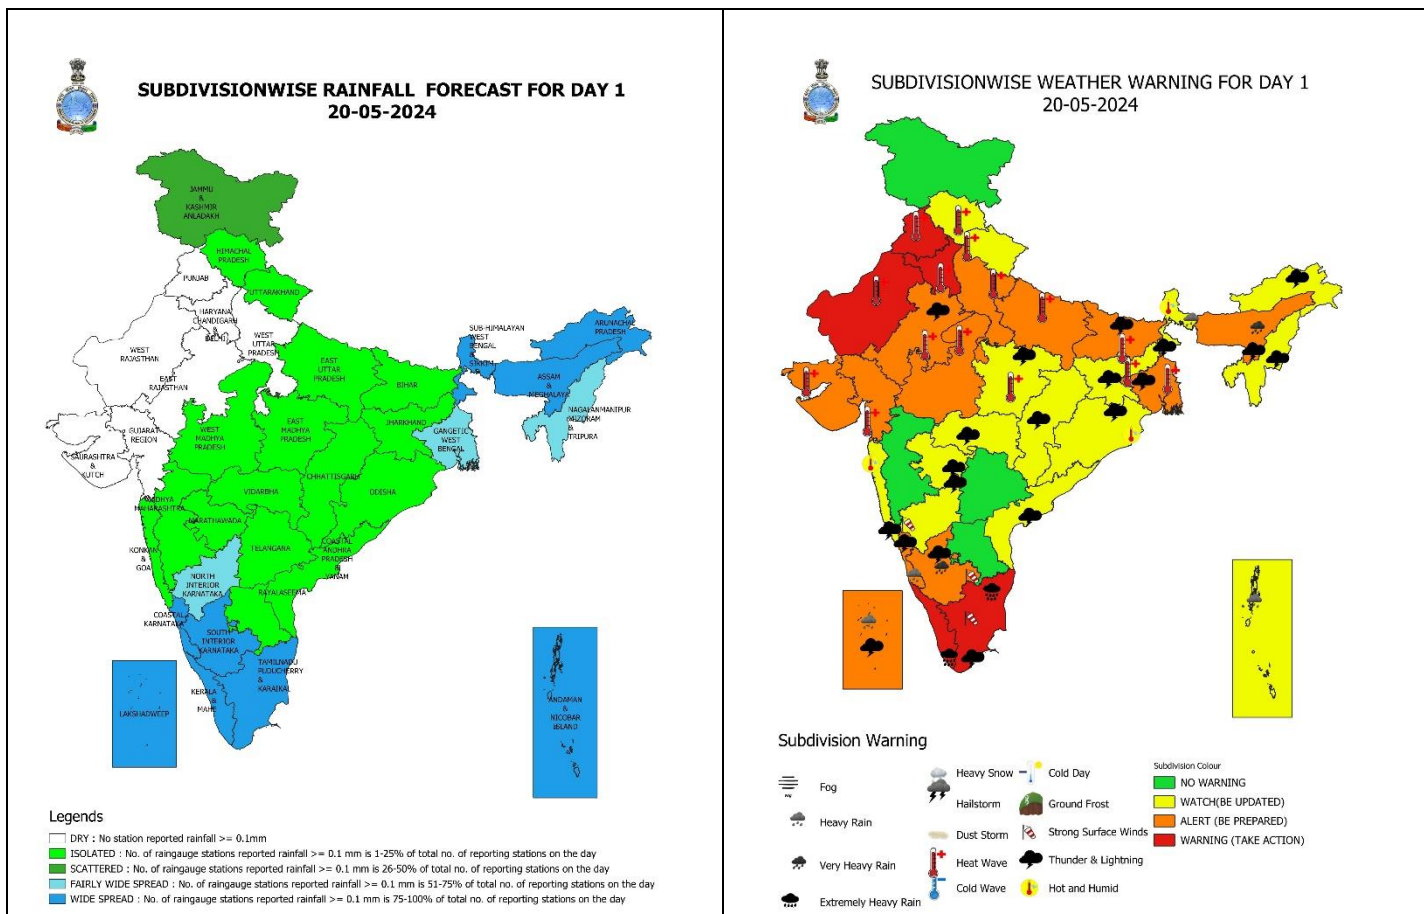 SUBDIVISIONWISE RAINFALL FORECAST FOR DAY 1
20-05-2024
JAMMU
&
KASHMIR
ANLADAKH
HIMACHAL
PRADESH
PUNJAB
UTTARAKHAND
HARYANA
CHANDIGARH
&
DELHI
WEST
UTTAR
PRADESH
WEST
RAJASTHAN
EAST
RAJASTHAN
EAST
UTTAR
PRADESH
BIHAR
SUB-HIMALAYAN
WEST
BENGAL
&
SIKKIM
ARUNACHAL
PRADESH
ASSAM
&
MEGHALAYA
NAGALANMANIPUR
MIZORAM
&
TRIPURA
GUJARAT
REGION
SAURASHTRA
&
KUTCH
WEST
MADHYA
PRADESH
EAST
MADHYA
PRADESH
JHARKHAND
GANGETIC
WEST
BENGAL
CHHATTISGARH
ODISHA
VIDARBHA
MADHYA
MAHARASHTRA
MARATHAWADA
KONKAN
&
GOA
TELANGANA
COASTAL
ANDHRA
PRADESH
&
YANAM
NORTH
INTERIOR
KARNATAKA
RAYALASEEMA
COASTAL
KARNATAKA
SOUTH
INTERIOR
KARNATAKA
TAMILNADU
PUDUCHERRY
&
KARAIKAL
KERALA
&
MAHE
LAKSHADWEEP
ANDAMAN
&
NICOBAR
ISLAND
Legends
DRY : No station reported rainfall >= 0.1mm
ISOLATED : No. of raingauge stations reported rainfall >= 0.1 mm is 1-25% of total no. of reporting stations on the day
SCATTERED : No. of raingauge stations reported rainfall >= 0.1 mm is 26-50% of total no. of reporting stations on the day
FAIRLY WIDE SPREAD : No. of raingauge stations reported rainfall >= 0.1 mm is 51-75% of total no. of reporting stations on the day
WIDE SPREAD : No. of raingauge stations reported rainfall >= 0.1 mm is 75-100% of total no. of reporting stations on the day
SUBDIVISIONWISE WEATHER WARNING FOR DAY 1
20-05-2024
Subdivision Warning
Fog
Heavy Rain
Very Heavy Rain
Extremely Heavy Rain
Heavy Snow
Hailstorm
Dust Storm
Heat Wave
Cold Wave
Cold Day
Ground Frost
Strong Surface Winds
Thunder & Lightning
Hot and Humid
Subdivision Colour
NO WARNING
WATCH(BE UPDATED)
ALERT (BE PREPARED)
WARNING (TAKE ACTION)